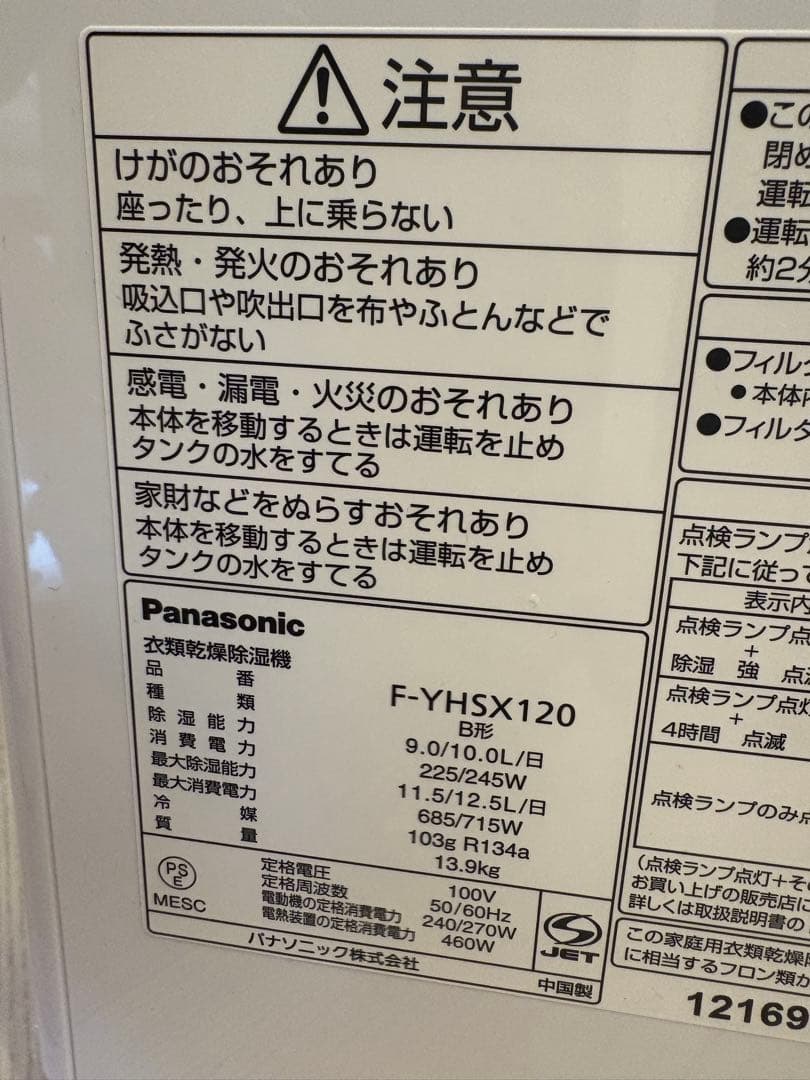 注意
けがのおそれあり
座ったり、上に乗らない
発熱・発火のおそれあり
吸込口や吹出口を布やふとんなどで
ふさがない
感電・漏電・火災のおそれあり
本体を移動するときは運転を止め
タンクの水をすてる
家財などをぬらすおそれあり
本体を移動するときは運転を止め
タンクの水をすてる
Panasonic
衣類乾燥除湿機
品番 F-YHSX120
種類 B形
除湿能力 9.0/10.0L/日
消費電力 225/245W
最大除湿能力 11.5/12.5L/日
最大消費電力 685/715W
冷媒 103g R134a
質量 13.9kg
PS
E
MESC
定格電圧 100V
定格周波数 50/60Hz
電動機の定格消費電力 240/270W
電熱装置の定格消費電力 460W
JET
パナソニック株式会社
中国製
●この
閉め
運転
●運転
約2分
●フィルタ
●本体内
●フィルタ
点検ランプ
下記に従って
表示内
点検ランプ点
+
除湿 強 点滅
点検ランプ点灯
+
4時間 点滅
点検ランプのみ点
(点検ランプ点灯+その
お買い上げの販売店に
詳しくは取扱説明書の
この家庭用衣類乾燥除
に相当するフロン類が
12169